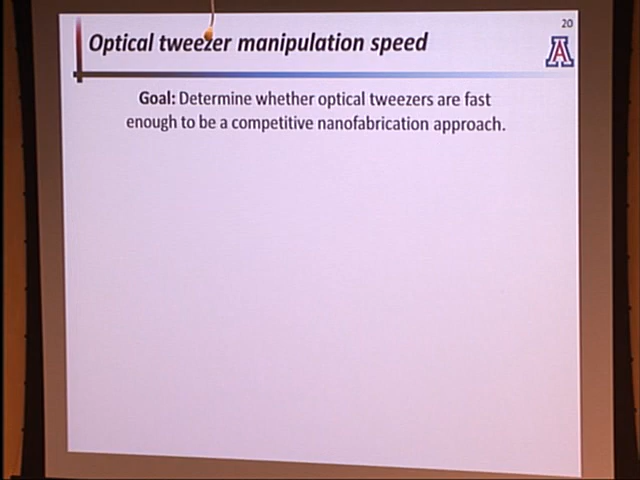 20
Optical tweezer manipulation speed
A
Goal: Determine whether optical tweezers are fast
enough to be a competitive nanofabrication approach.